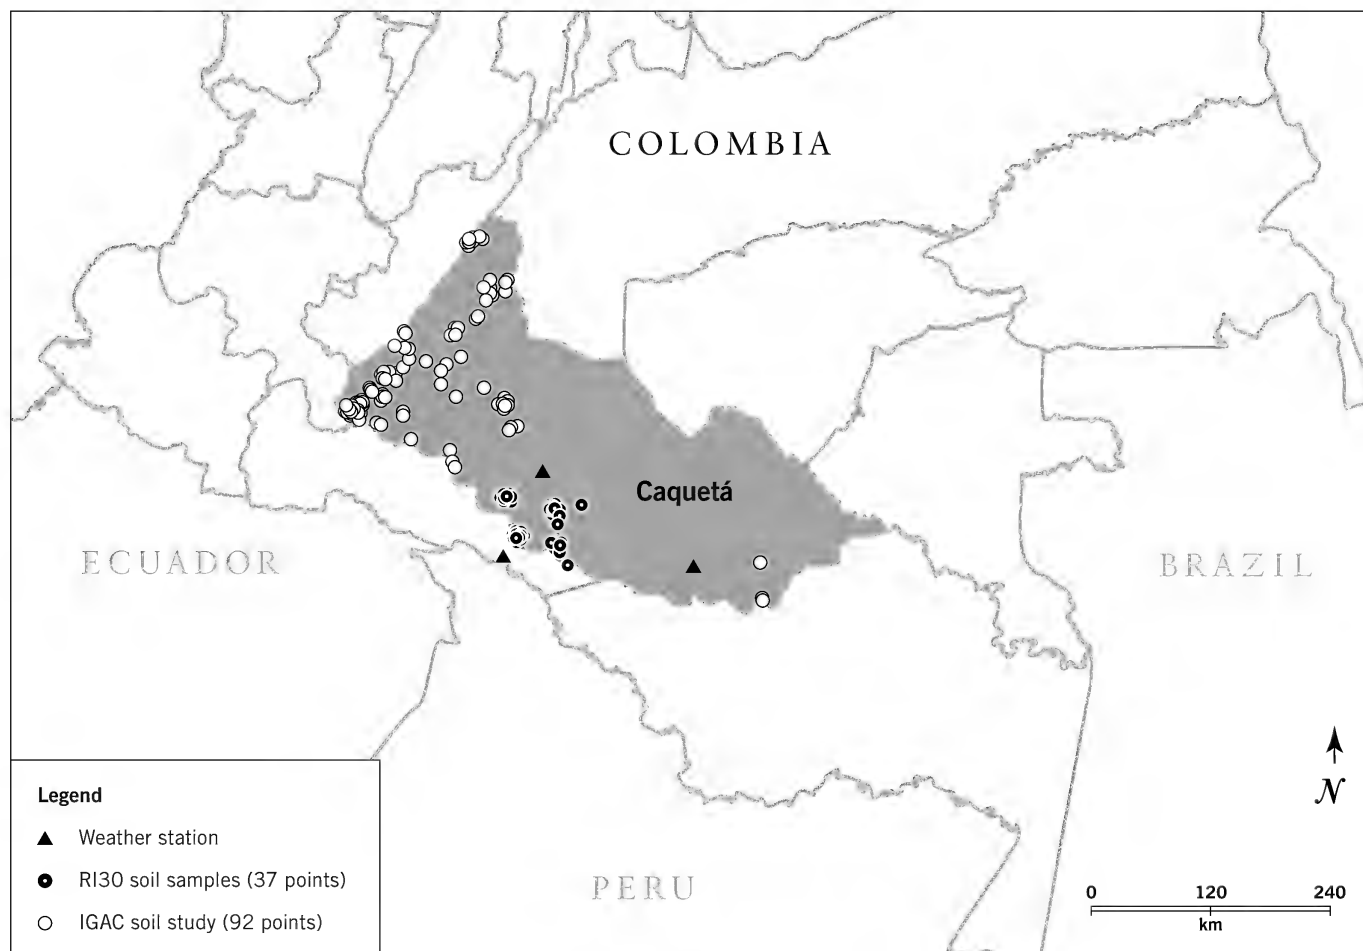 COLOMBIA
Caquetá
ECUADOR
BRAZIL
PERU
N
Legend
Weather station
RI30 soil samples (37 points)
IGAC soil study (92 points)
0 120 240
km